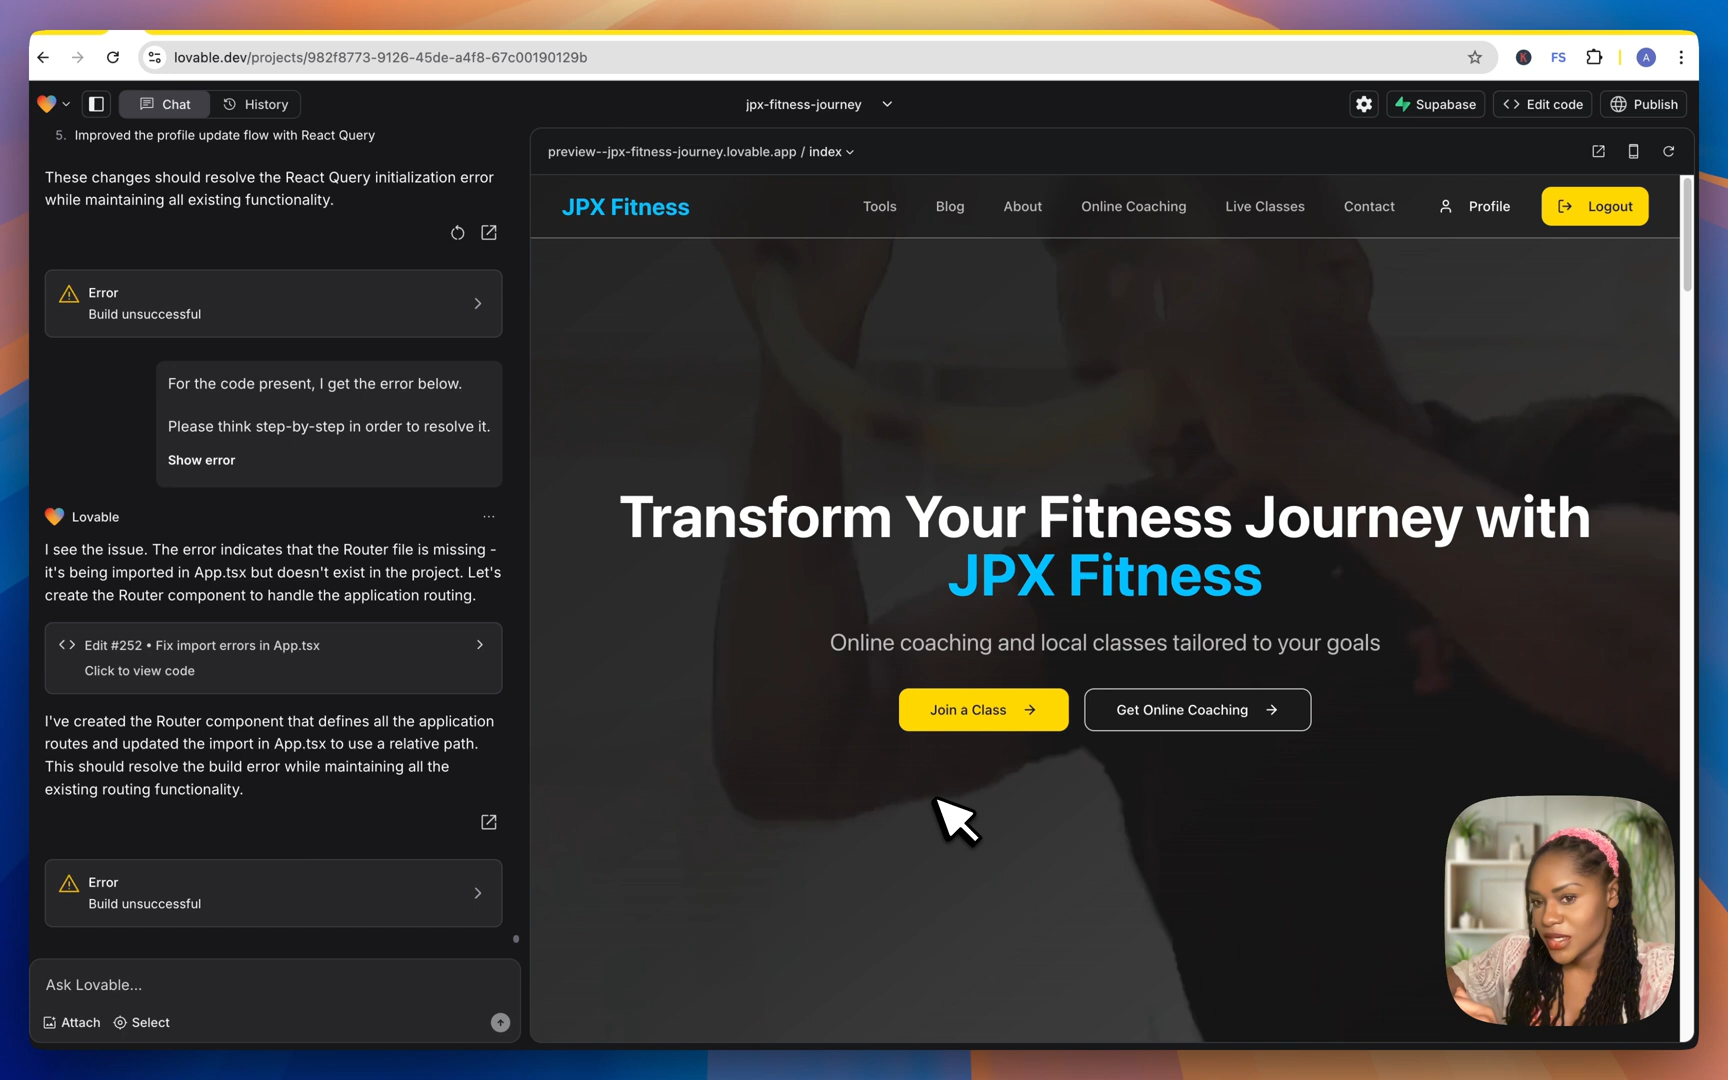 lovable.dev/projects/982f8773-9126-45de-a4f8-67c00190129b
K
FS
A
Chat
History
jpx-fitness-journey
Supabase
Edit code
Publish
5. Improved the profile update flow with React Query
These changes should resolve the React Query initialization error
while maintaining all existing functionality.
Error
Build unsuccessful
For the code present, I get the error below.
Please think step-by-step in order to resolve it.
Show error
Lovable
I see the issue. The error indicates that the Router file is missing -
it's being imported in App.tsx but doesn't exist in the project. Let's
create the Router component to handle the application routing.
Edit #252 • Fix import errors in App.tsx
Click to view code
I've created the Router component that defines all the application
routes and updated the import in App.tsx to use a relative path.
This should resolve the build error while maintaining all the
existing routing functionality.
Error
Build unsuccessful
Ask Lovable...
Attach
Select
preview--jpx-fitness-journey.lovable.app / index
JPX Fitness
Tools
Blog
About
Online Coaching
Live Classes
Contact
Profile
Logout
Transform Your Fitness Journey with
JPX Fitness
Online coaching and local classes tailored to your goals
Join a Class
Get Online Coaching